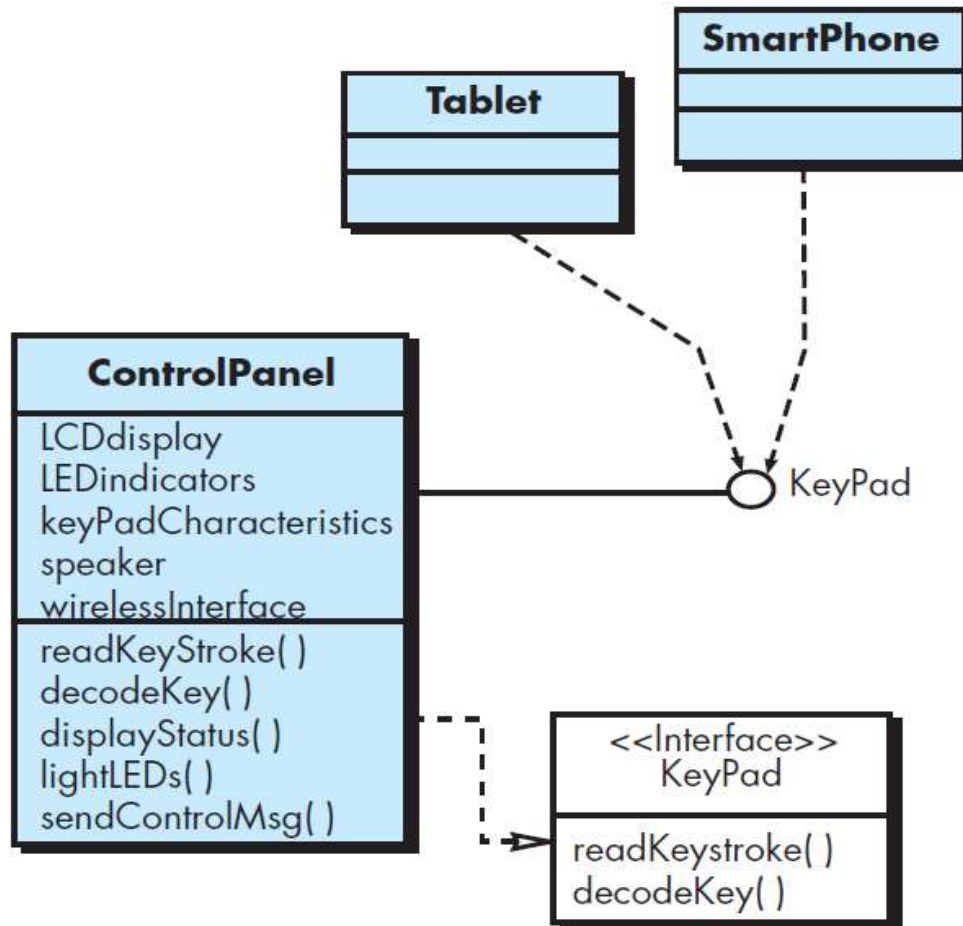 SmartPhone
Tablet
ControlPanel
LCDdisplay
LEDindicators
keyPadCharacteristics
speaker
wirelessInterface
readKeyStroke( )
decodeKey( )
displayStatus( )
lightLEDs( )
sendControlMsg( )
KeyPad
<<Interface>>
KeyPad
readKeystroke( )
decodeKey( )